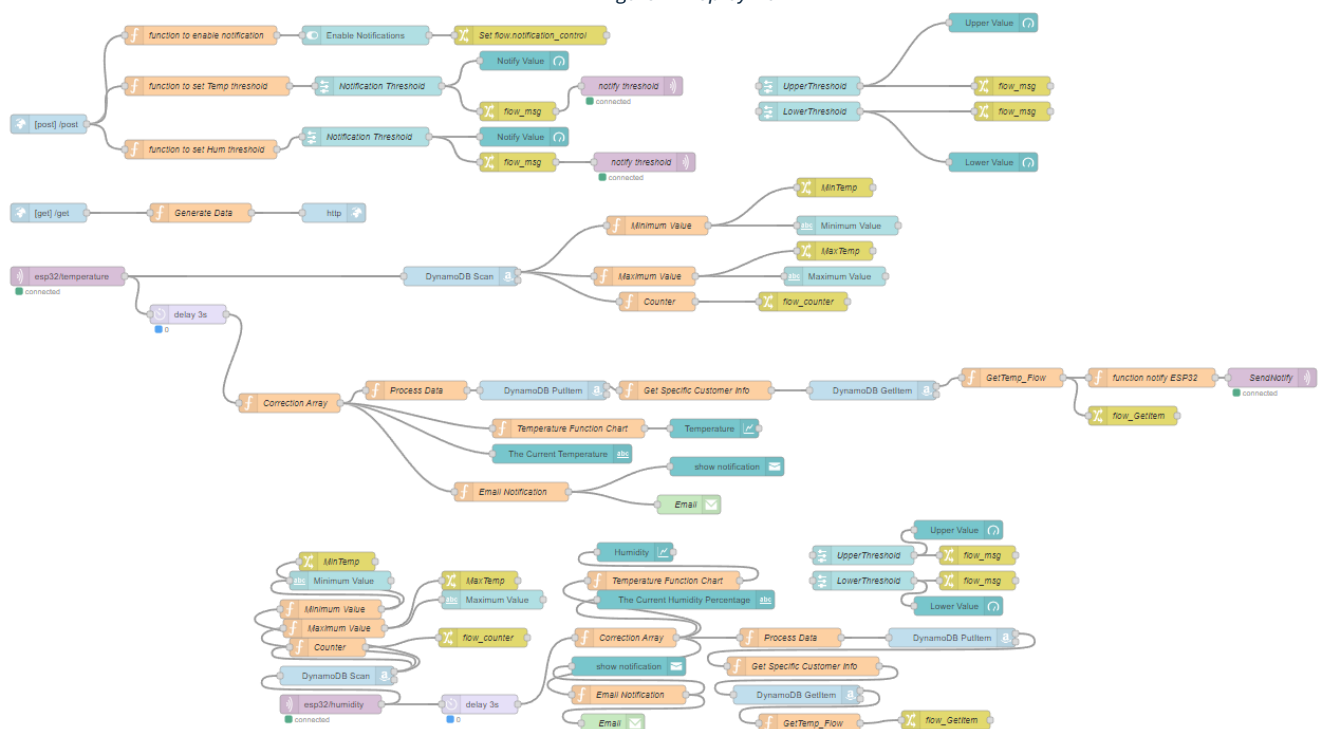 function to enable notification
Enable Notifications
Set flow.notification_control
Upper Value
Notify Value
function to set Temp threshold
Notification Threshold
notify threshold
connected
flow_msg
UpperThreshold
flow_msg
LowerThreshold
flow_msg
Lower Value
[post] /post
function to set Hum threshold
Notification Threshold
Notify Value
flow_msg
notify threshold
connected
[get] /get
Generate Data
http
MinTemp
Minimum Value
Minimum Value
MaxTemp
esp32/temperature
connected
DynamoDB Scan
Maximum Value
Maximum Value
Counter
flow_counter
delay 3s
0
Correction Array
Process Data
DynamoDB PutItem
Get Specific Customer Info
DynamoDB GetItem
GetTemp_Flow
function notify ESP32
SendNotify
connected
flow_GetItem
Temperature Function Chart
Temperature
The Current Temperature
show notification
Email Notification
Email
MinTemp
Minimum Value
Minimum Value
Maximum Value
Counter
DynamoDB Scan
esp32/humidity
connected
MaxTemp
Maximum Value
flow_counter
delay 3s
0
Humidity
Temperature Function Chart
The Current Humidity Percentage
Correction Array
show notification
Email Notification
Email
Upper Value
UpperThreshold
flow_msg
LowerThreshold
flow_msg
Lower Value
Process Data
DynamoDB PutItem
Get Specific Customer Info
DynamoDB GetItem
GetTemp_Flow
flow_GetItem